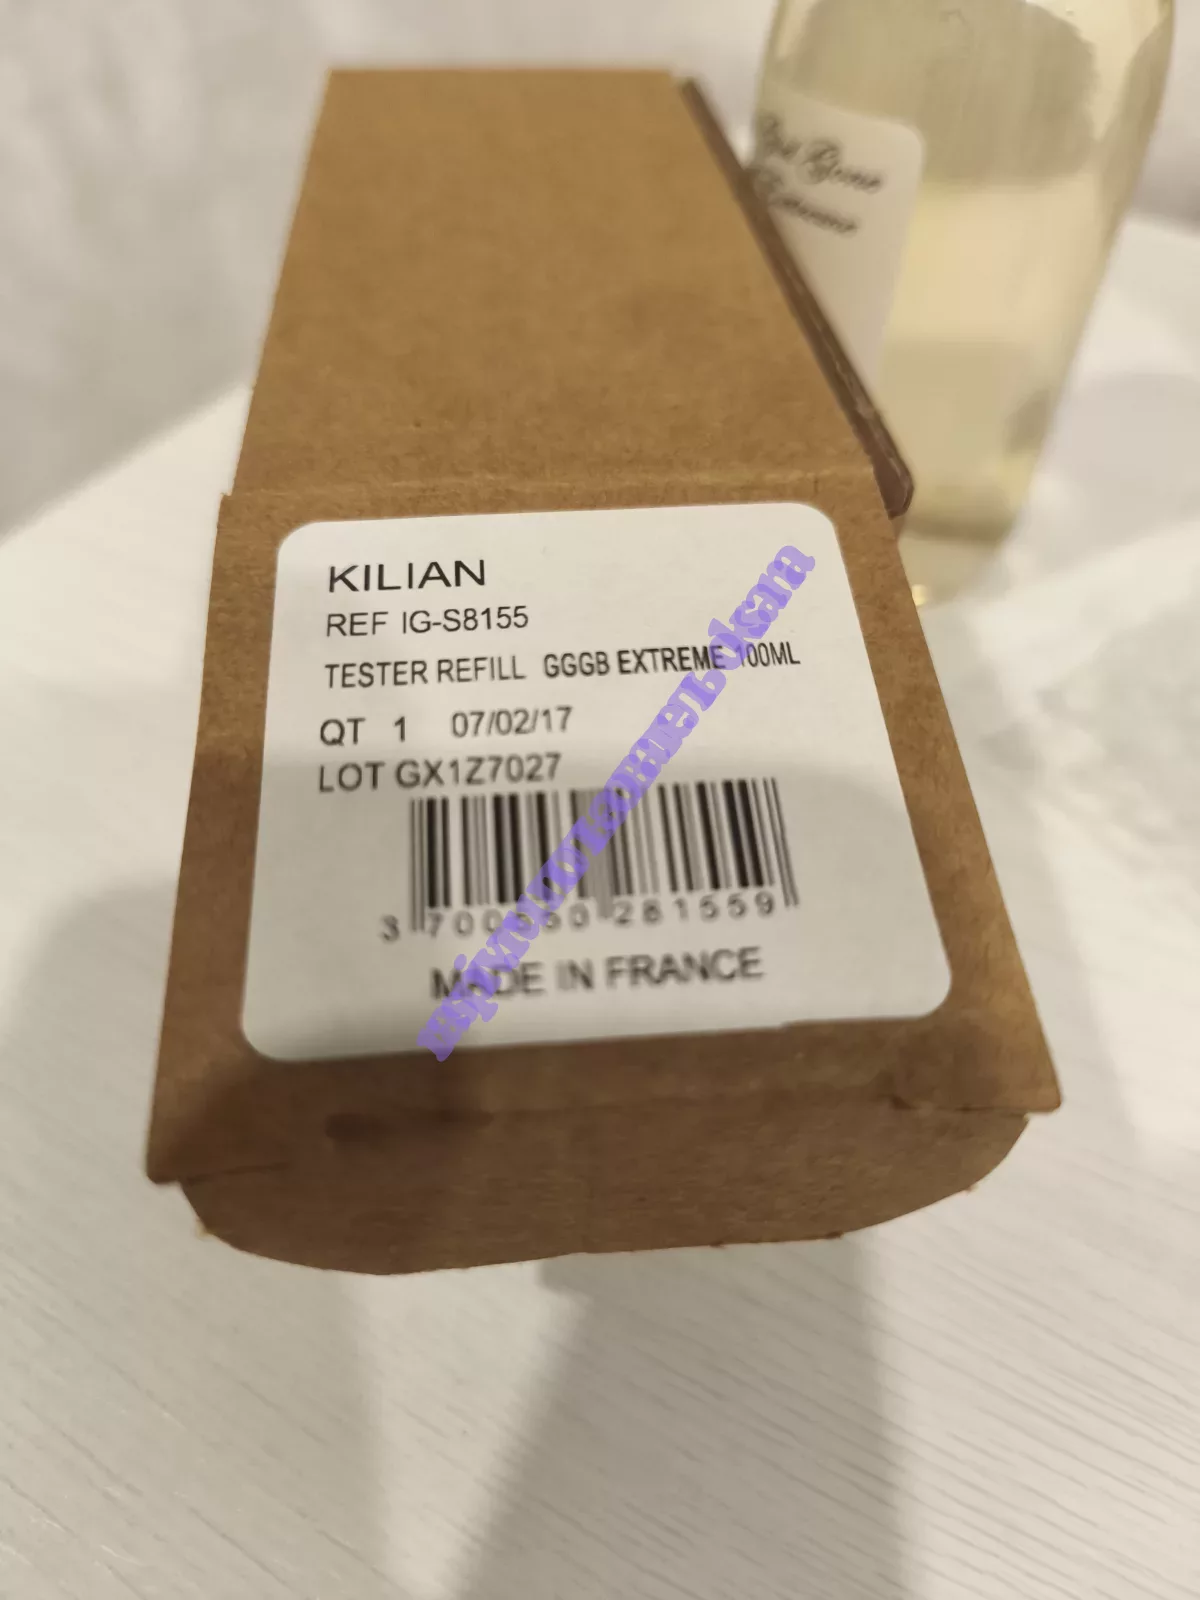 KILIAN
REF IG-S8155
TESTER REFILL GGGB EXTREME 100ML
QT 1 07/02/17
LOT GX1Z7027
281559
MADE IN FRANCE